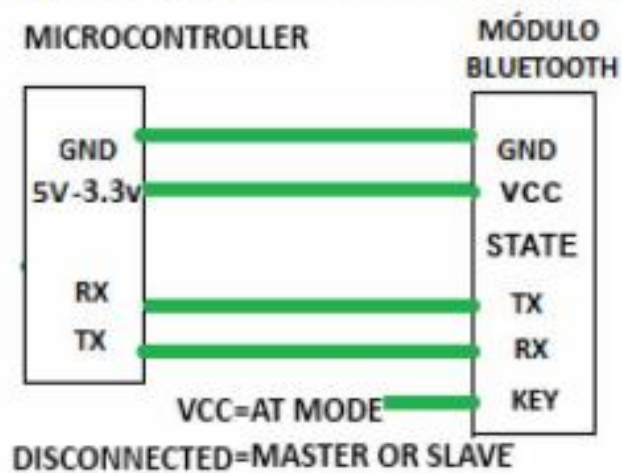 MICROCONTROLLER
MÓDULO
BLUETOOTH
GND
5V-3.3v
RX
TX
GND
VCC
STATE
TX
RX
KEY
VCC=AT MODE
DISCONNECTED=MASTER OR SLAVE